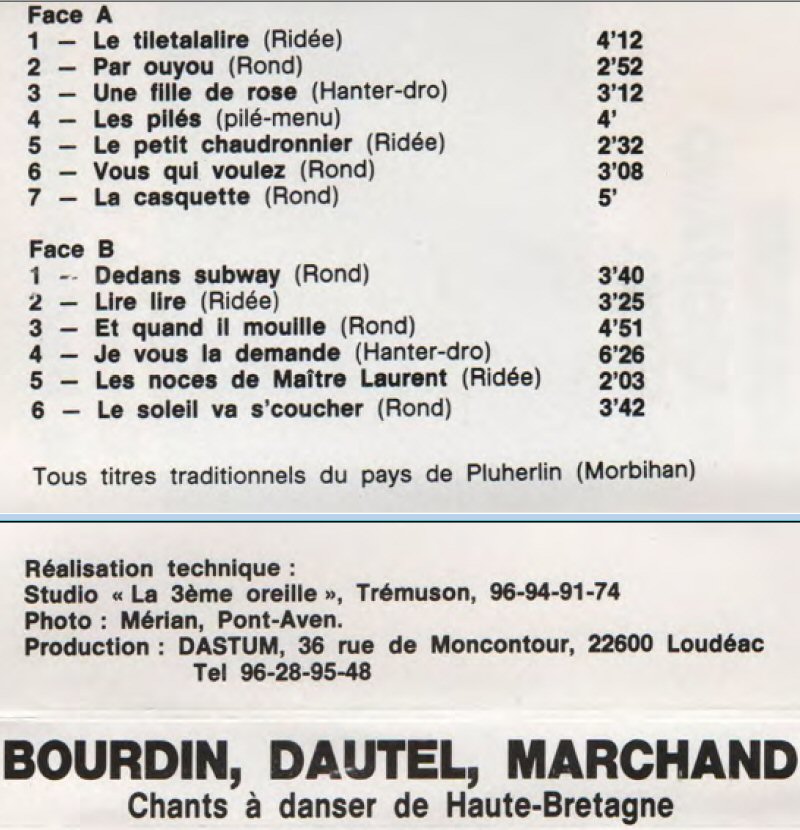 Face A
1 – Le tiletalalire (Ridée) 4'12
2 – Par ouyou (Rond) 2'52
3 – Une fille de rose (Hanter-dro) 3'12
4 – Les pilés (pilé-menu) 4'
5 – Le petit chaudronnier (Ridée) 2'32
6 – Vous qui voulez (Rond) 3'08
7 – La casquette (Rond) 5'
Face B
1 -- Dedans subway (Rond) 3'40
2 – Lire lire (Ridée) 3'25
3 – Et quand il mouille (Rond) 4'51
4 – Je vous la demande (Hanter-dro) 6'26
5 – Les noces de Maître Laurent (Ridée) 2'03
6 – Le soleil va s'coucher (Rond) 3'42
Tous titres traditionnels du pays de Pluherlin (Morbihan)
Réalisation technique :
Studio « La 3ème oreille », Trémuson, 96-94-91-74
Photo : Mérian, Pont-Aven.
Production : DASTUM, 36 rue de Moncontour, 22600 Loudéac
Tel 96-28-95-48
BOURDIN, DAUTEL, MARCHAND
Chants à danser de Haute-Bretagne